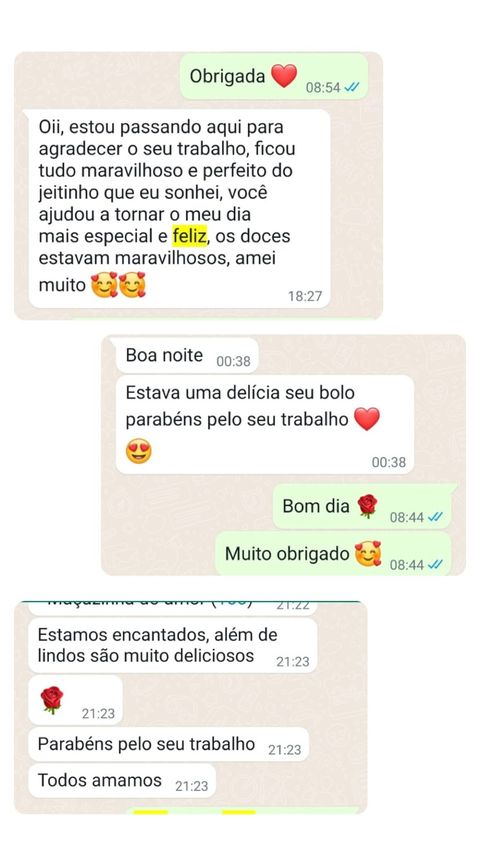 Obrigada ❤️ 08:54
Oii, estou passando aqui para
agradecer o seu trabalho, ficou
tudo maravilhoso e perfeito do
jeitinho que eu sonhei, você
ajudou a tornar o meu dia
mais especial e feliz, os doces
estavam maravilhosos, amei
muito 🥰🥰
18:27
Boa noite 00:38
Estava uma delícia seu bolo
parabéns pelo seu trabalho ❤️
😍
00:38
Bom dia 🌹 08:44
Muito obrigado 🥰 08:44
21:22
Estamos encantados, além de
lindos são muito deliciosos 21:23
🌹 21:23
Parabéns pelo seu trabalho 21:23
Todos amamos 21:23